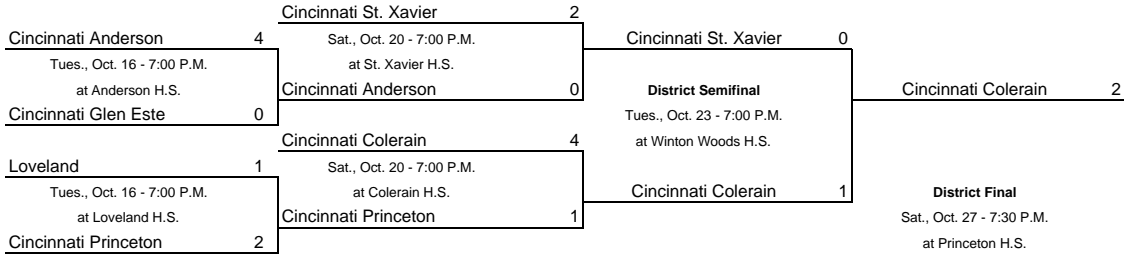 Cincinnati St. Xavier 2
Cincinnati Anderson 4
Sat., Oct. 20 - 7:00 P.M.
Cincinnati St. Xavier 0
Tues., Oct. 16 - 7:00 P.M.
at St. Xavier H.S.
at Anderson H.S.
Cincinnati Anderson 0
District Semifinal
Cincinnati Colerain 2
Cincinnati Glen Este 0
Tues., Oct. 23 - 7:00 P.M.
Cincinnati Colerain 4
at Winton Woods H.S.
Loveland 1
Sat., Oct. 20 - 7:00 P.M.
Tues., Oct. 16 - 7:00 P.M.
at Colerain H.S.
Cincinnati Colerain 1
District Final
at Loveland H.S.
Cincinnati Princeton 1
Sat., Oct. 27 - 7:30 P.M.
Cincinnati Princeton 2
at Princeton H.S.